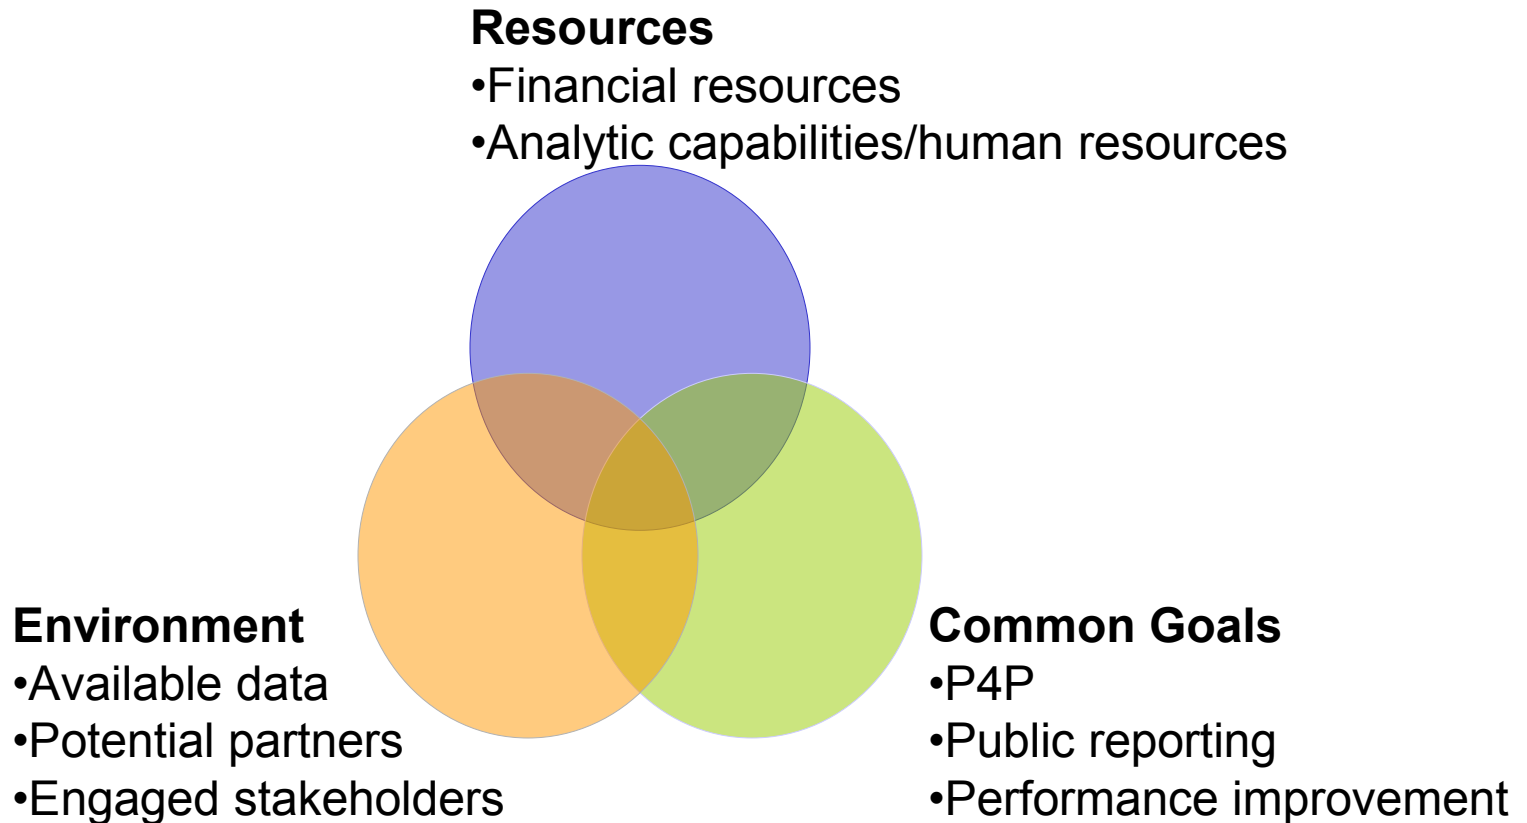 Resources
•Financial resources
•Analytic capabilities/human resources
Environment
•Available data
•Potential partners
•Engaged stakeholders
Common Goals
•P4P
•Public reporting
•Performance improvement